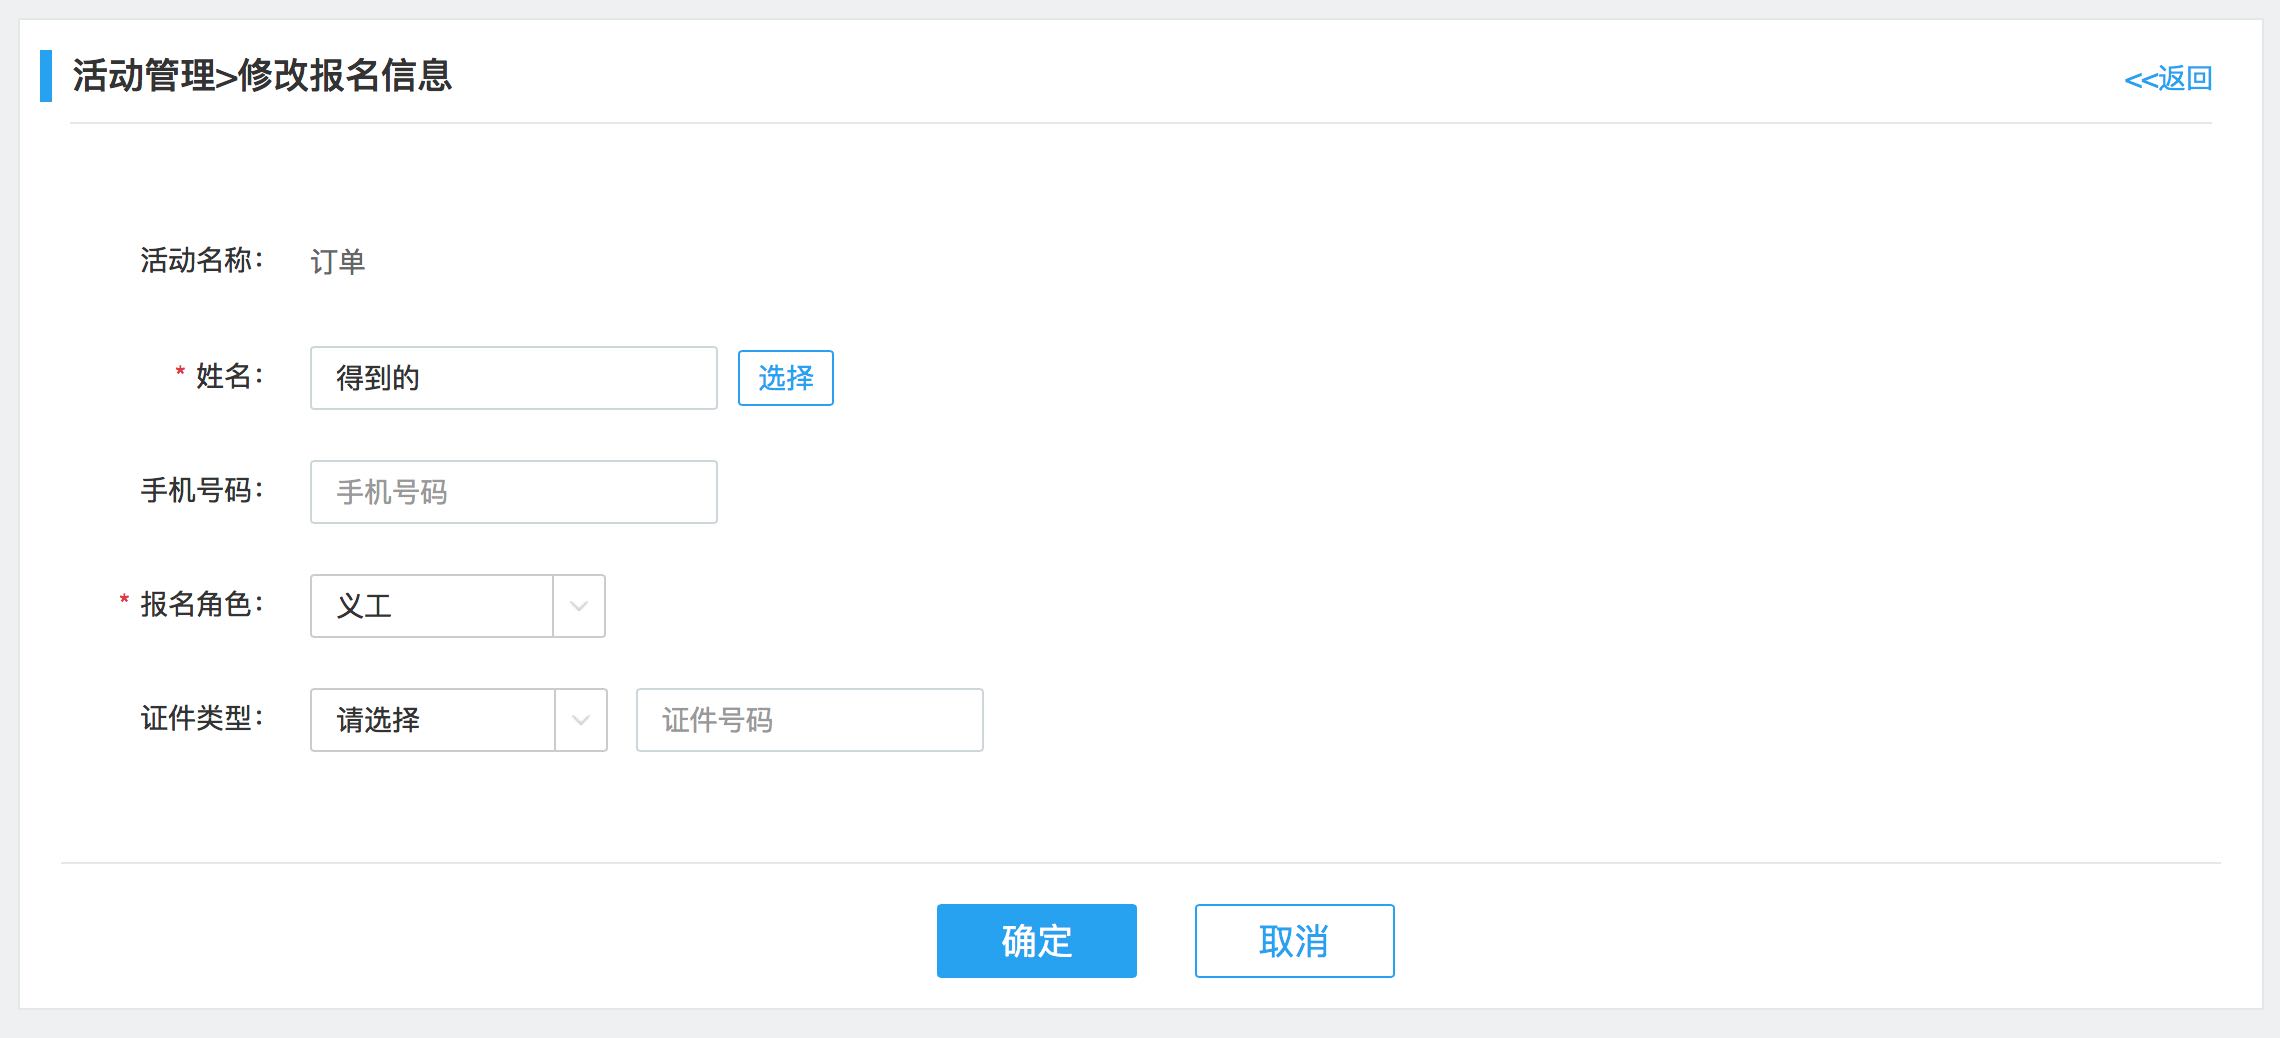 活动管理>修改报名信息
<<返回
活动名称： 订单
* 姓名： 得到的 选择
手机号码： 手机号码
* 报名角色： 义工
证件类型： 请选择 证件号码
确定 取消